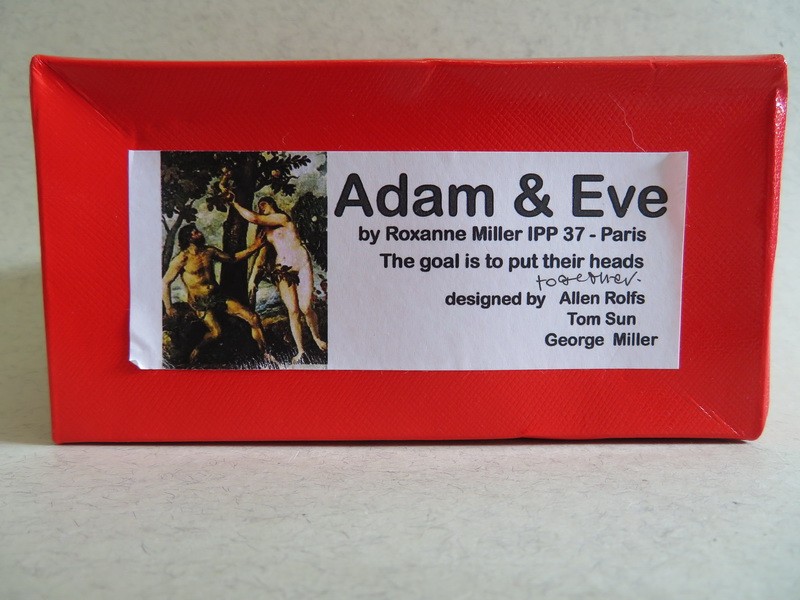 Adam & Eve
by Roxanne Miller IPP 37 - Paris
The goal is to put their heads
together.
designed by Allen Rolfs
Tom Sun
George Miller